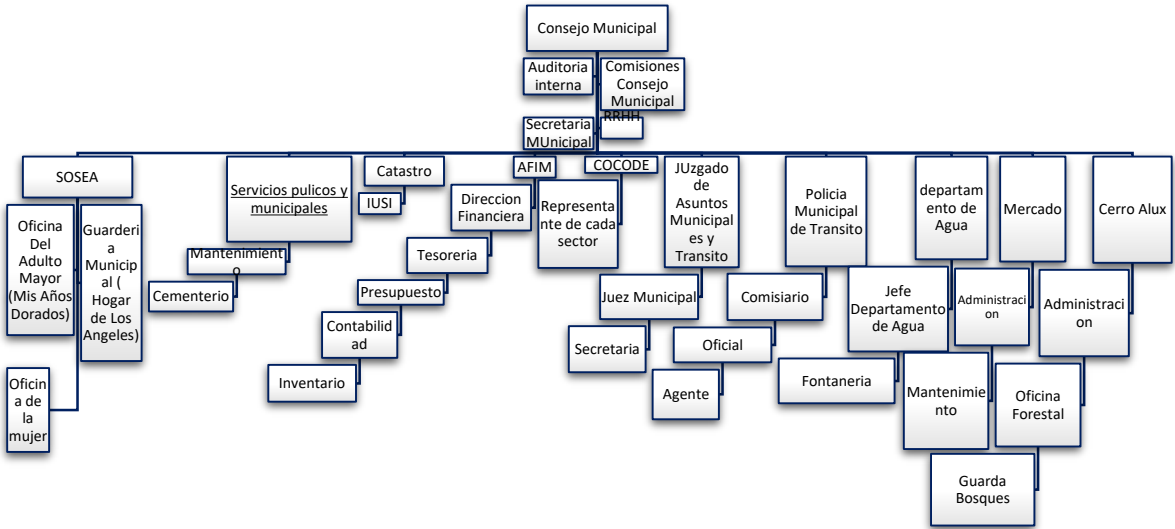 Consejo Municipal
Auditoria
interna
Comisiones
Consejo
Municipal
Secretaria
MUnicipal
RRHH
SOSEA
Oficina
Del
Adulto
Mayor
(Mis Años
Dorados)
Guarderi
a
Municip
al (
Hogar
de Los
Angeles)
Oficin
a de
la
mujer
Servicios pulicos y
municipales
Mantenimient
o
Cementerio
Catastro
IUSI
AFIM
Direccion
Financiera
Tesoreria
Presupuesto
Contabilid
ad
Inventario
COCODE
Representa
nte de cada
sector
JUzgado
de
Asuntos
Municipal
es y
Transito
Juez Municipal
Secretaria
Policia
Municipal
de Transito
Comisiario
Oficial
Agente
departam
ento de
Agua
Jefe
Departamento
de Agua
Fontaneria
Mercado
Administraci
on
Mantenimie
nto
Cerro Alux
Administraci
on
Oficina
Forestal
Guarda
Bosques